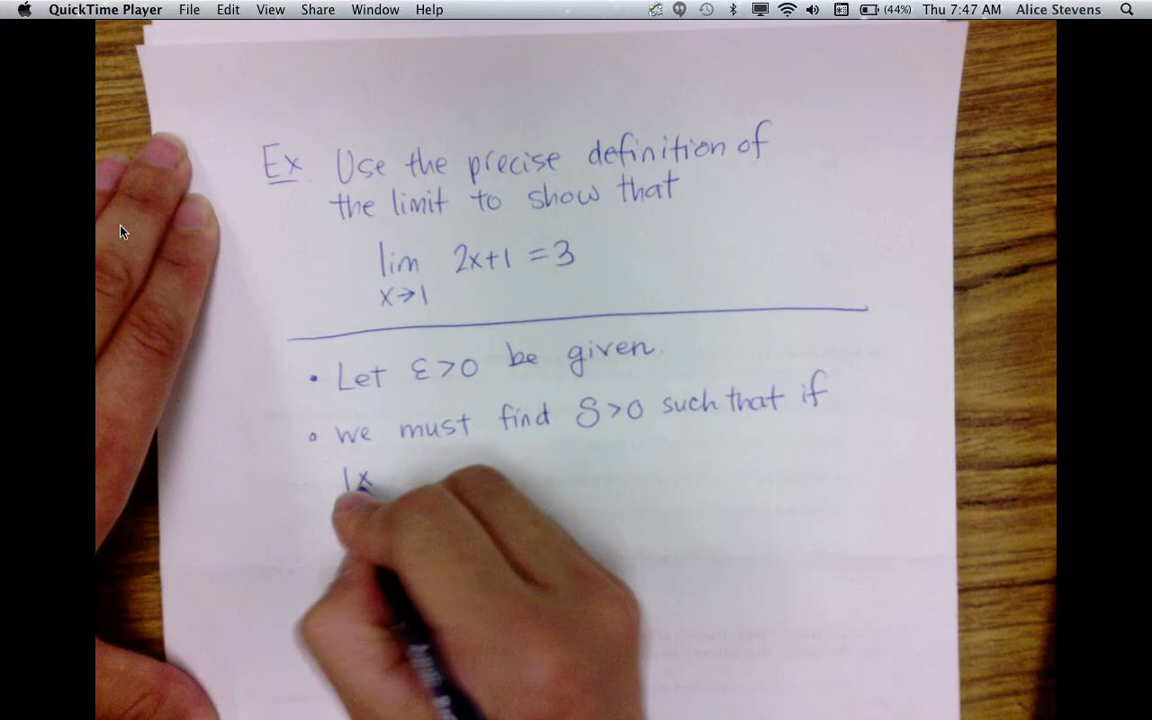 QuickTime Player File Edit View Share Window Help (44%) Thu 7:47 AM Alice Stevens
Ex Use the precise definition of
the limit to show that
lim 2x+1 = 3
x→1
• Let ε>0 be given.
• we must find δ>0 such that if
|x